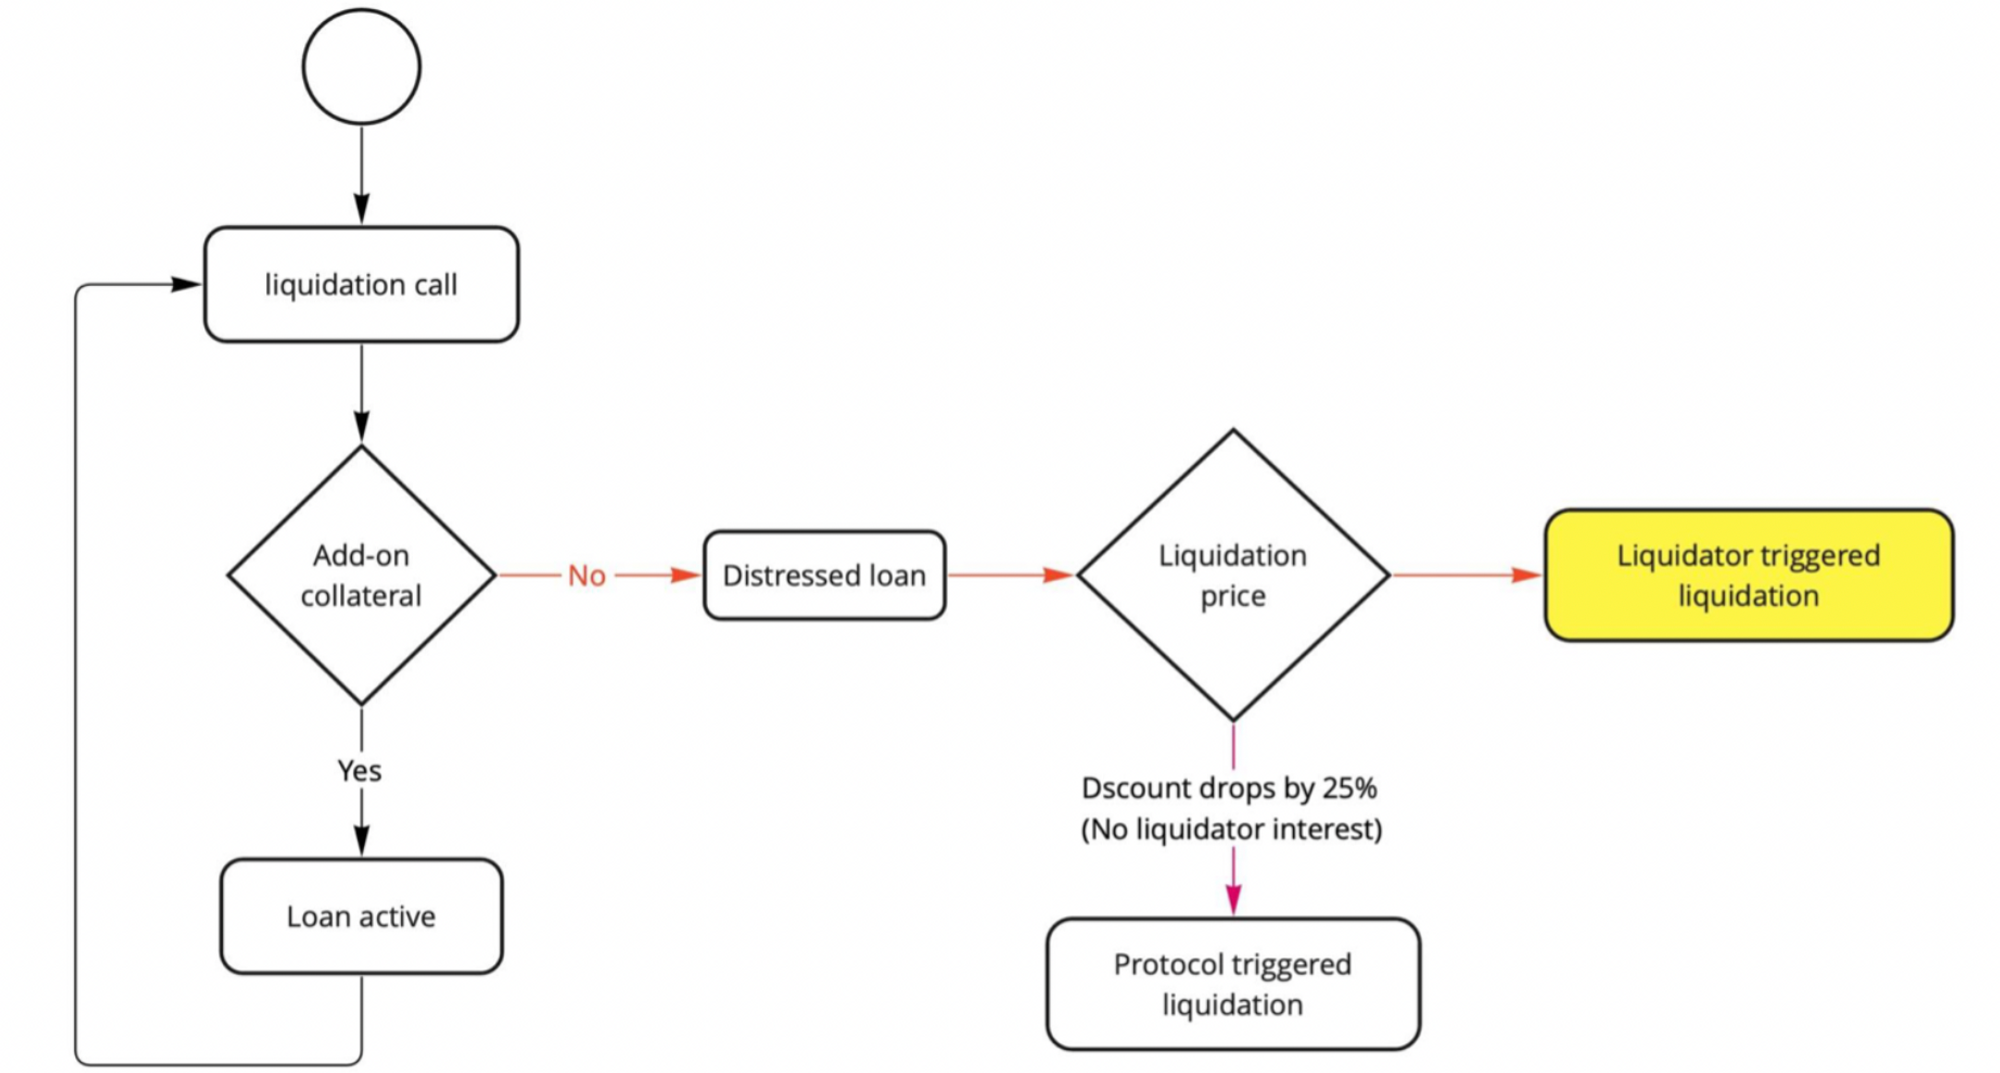 liquidation call
Add-on
collateral
No
Distressed loan
Liquidation
price
Liquidator triggered
liquidation
Yes
Dscount drops by 25%
(No liquidator interest)
Loan active
Protocol triggered
liquidation